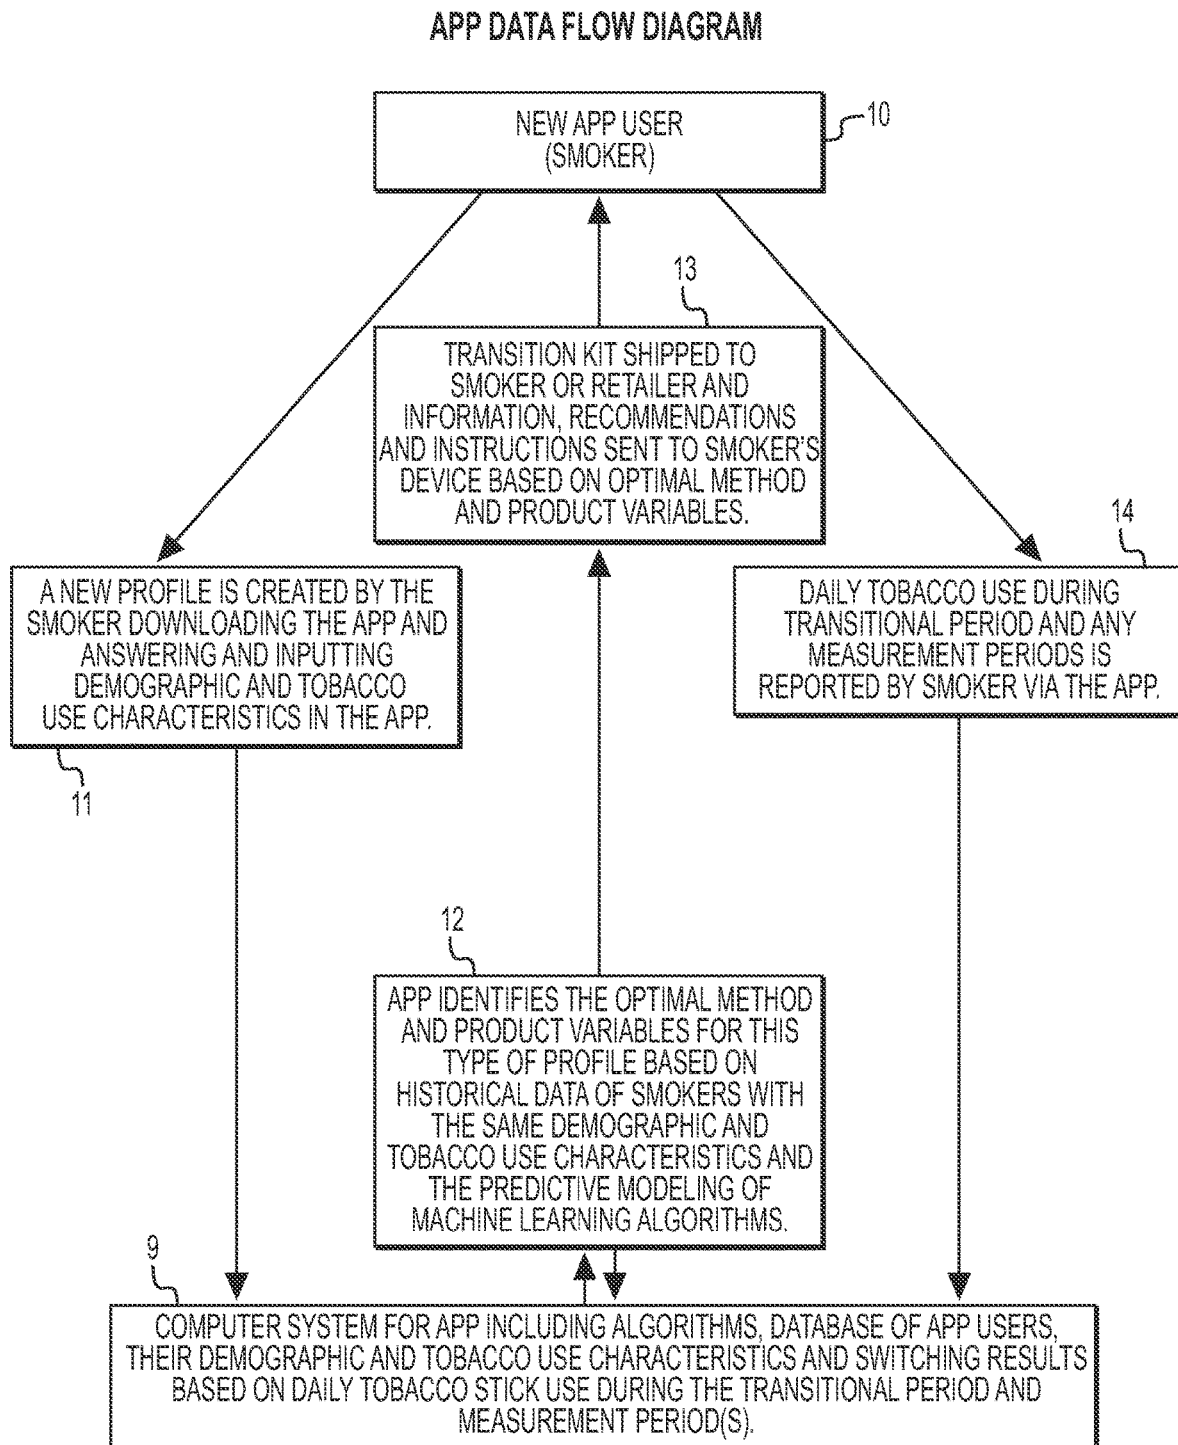 APP DATA FLOW DIAGRAM
NEW APP USER
(SMOKER)
10
13
TRANSITION KIT SHIPPED TO
SMOKER OR RETAILER AND
INFORMATION, RECOMMENDATIONS
AND INSTRUCTIONS SENT TO SMOKER'S
DEVICE BASED ON OPTIMAL METHOD
AND PRODUCT VARIABLES.
A NEW PROFILE IS CREATED BY THE
SMOKER DOWNLOADING THE APP AND
ANSWERING AND INPUTTING
DEMOGRAPHIC AND TOBACCO
USE CHARACTERISTICS IN THE APP.
11
14
DAILY TOBACCO USE DURING
TRANSITIONAL PERIOD AND ANY
MEASUREMENT PERIODS IS
REPORTED BY SMOKER VIA THE APP.
12
APP IDENTIFIES THE OPTIMAL METHOD
AND PRODUCT VARIABLES FOR THIS
TYPE OF PROFILE BASED ON
HISTORICAL DATA OF SMOKERS WITH
THE SAME DEMOGRAPHIC AND
TOBACCO USE CHARACTERISTICS AND
THE PREDICTIVE MODELING OF
MACHINE LEARNING ALGORITHMS.
9
COMPUTER SYSTEM FOR APP INCLUDING ALGORITHMS, DATABASE OF APP USERS,
THEIR DEMOGRAPHIC AND TOBACCO USE CHARACTERISTICS AND SWITCHING RESULTS
BASED ON DAILY TOBACCO STICK USE DURING THE TRANSITIONAL PERIOD AND
MEASUREMENT PERIOD(S).